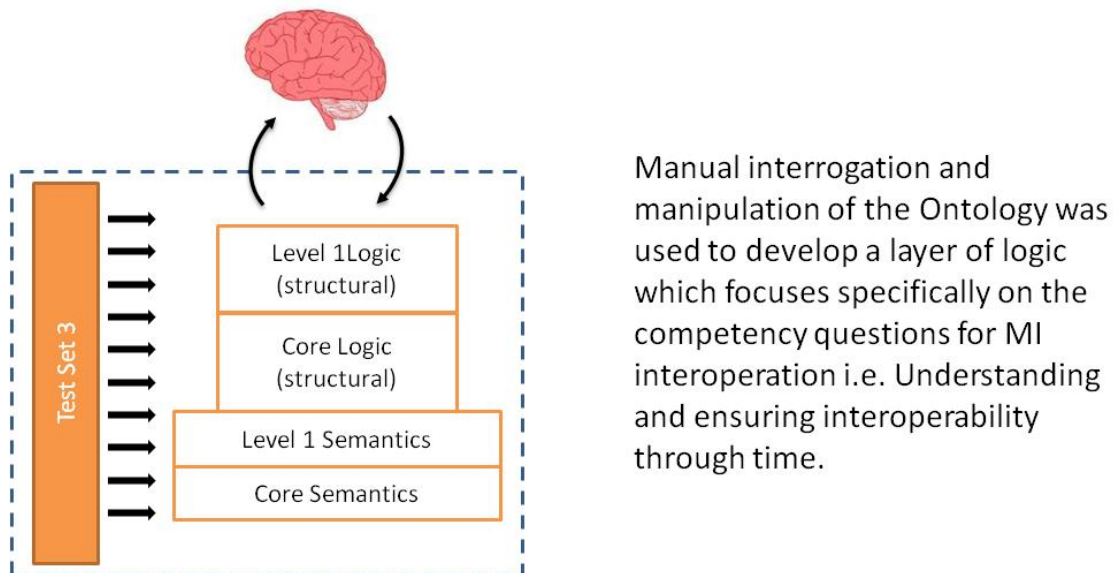 Test Set 3
Level 1Logic
(structural)
Core Logic
(structural)
Level 1 Semantics
Core Semantics
Manual interrogation and
manipulation of the Ontology was
used to develop a layer of logic
which focuses specifically on the
competency questions for MI
interoperation i.e. Understanding
and ensuring interoperability
through time.